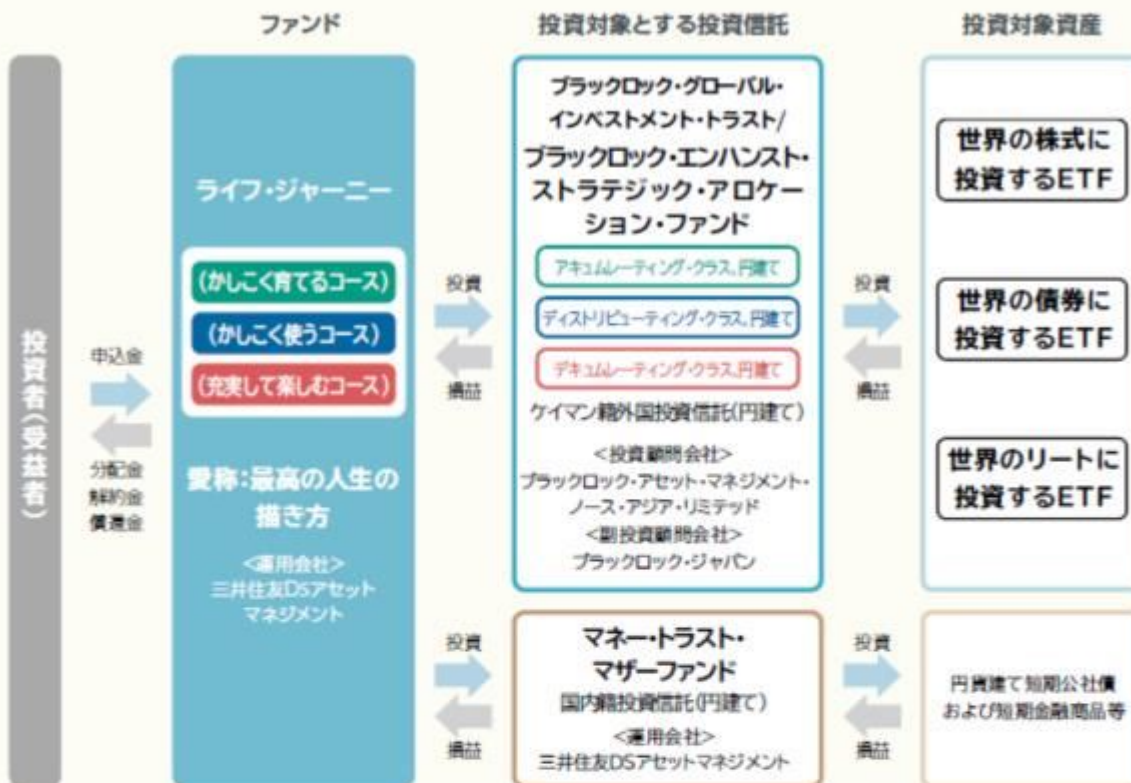 ファンド
投資対象とする投資信託
投資対象資産
投資者(受益者)
申込金
分配金
解約金
償還金
ライフ・ジャーニー
(かしこく育てるコース)
(かしこく使うコース)
(充実して楽しむコース)
愛称:最高の人生の
描き方
<運用会社>
三井住友DSアセット
マネジメント
投資
損益
ブラックロック・グローバル・
インベストメント・トラスト/
ブラックロック・エンハンスト・
ストラテジック・アロケー
ション・ファンド
アキュムレーティング・クラス、円建て
ディストリビューティング・クラス、円建て
デキュムレーティング・クラス、円建て
ケイマン籍外国投資信託(円建て)
<投資顧問会社>
ブラックロック・アセット・マネジメント・
ノース・アジア・リミテッド
<副投資顧問会社>
ブラックロック・ジャパン
投資
損益
世界の株式に
投資するETF
世界の債券に
投資するETF
世界のリートに
投資するETF
投資
損益
マネー・トラスト・
マザーファンド
国内籍投資信託(円建て)
<運用会社>
三井住友DSアセットマネジメント
投資
損益
円貨建て短期公社債
および短期金融商品等